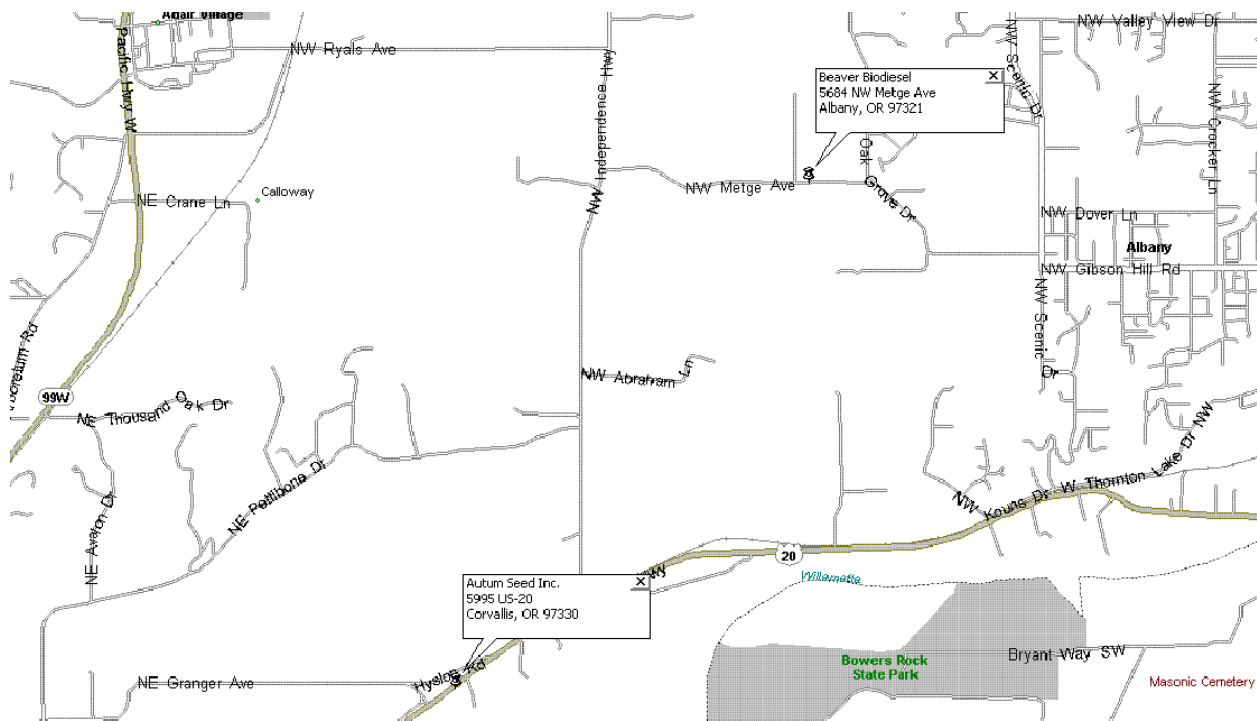 Adair Village
Pacific Hwy W
NW Ryals Ave
NW Independence Hwy
NW Scenic Dr
NW Valley View Dr
NW Crocker Ln
Beaver Biodiesel
5684 NW Metge Ave
Albany, OR 97321
Oak Grove Dr
NW Metge Ave
NE Crane Ln
Calloway
NW Dover Ln
Albany
NW Gibson Hill Rd
NW Scenic Dr
Arboretum Rd
99W
NE Thousand Oak Dr
NW Abraham Ln
NE Pettibone Dr
NE Avalon Dr
NW Kouns Dr
W Thornton Lake Dr NW
20
Willamette
Autum Seed Inc.
5995 US-20
Corvallis, OR 97330
Hyslop Rd
NE Granger Ave
Bowers Rock
State Park
Bryant Way SW
Masonic Cemetery